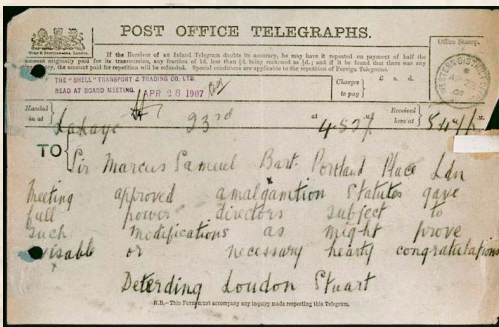 POST OFFICE TELEGRAPHS.
If the Receiver of an Inland Telegram doubts its accuracy, he may have it repeated on payment of half the
amount originally paid for its transmission, any fraction of 1d. less than ½d. being reckoned as ½d.; and if it be found that there was any
inaccuracy, the amount paid for repetition will be refunded. Special conditions are applicable to the repetition of Foreign Telegrams.
Office Stamp.
THE "SHELL" TRANSPORT & TRADING CO. LTD.
READ AT BOARD MEETING. APR 26 1907
Charges to pay
£ s. d.
WESTERN DISTRICT
Handed in at
Lahaye 23rd
4.52
Received here at
TO
Sir Marcus Samuel Bart. Portland Place Ldn
Meeting approved amalgamtion Statutes gave
full power directors subject to
such modifications as might prove
visable or necessary hearty congratulations
Deterding Loudon Stuart
N.B.—This Form must accompany any inquiry made respecting this Telegram.